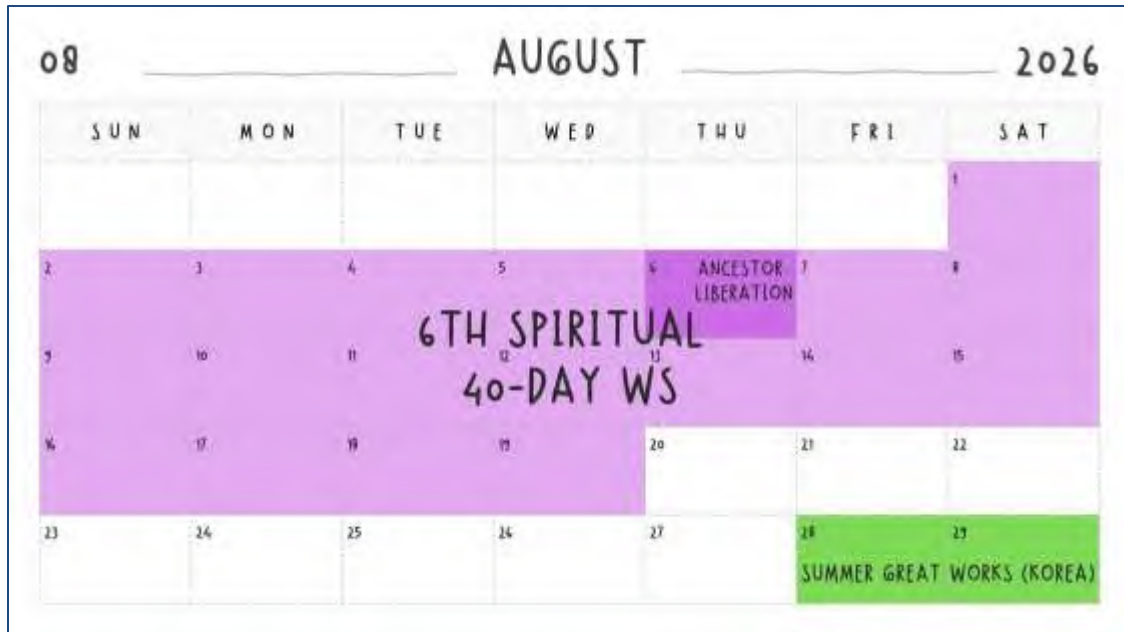 08 AUGUST 2026
SUN MON TUE WED THU FRI SAT
1
2 3 4 5 6 ANCESTOR 7 8
LIBERATION
6TH SPIRITUAL
9 10 11 12 13 14 15
40-DAY WS
16 17 18 19 20 21 22
23 24 25 26 27 28 29
SUMMER GREAT WORKS (KOREA)